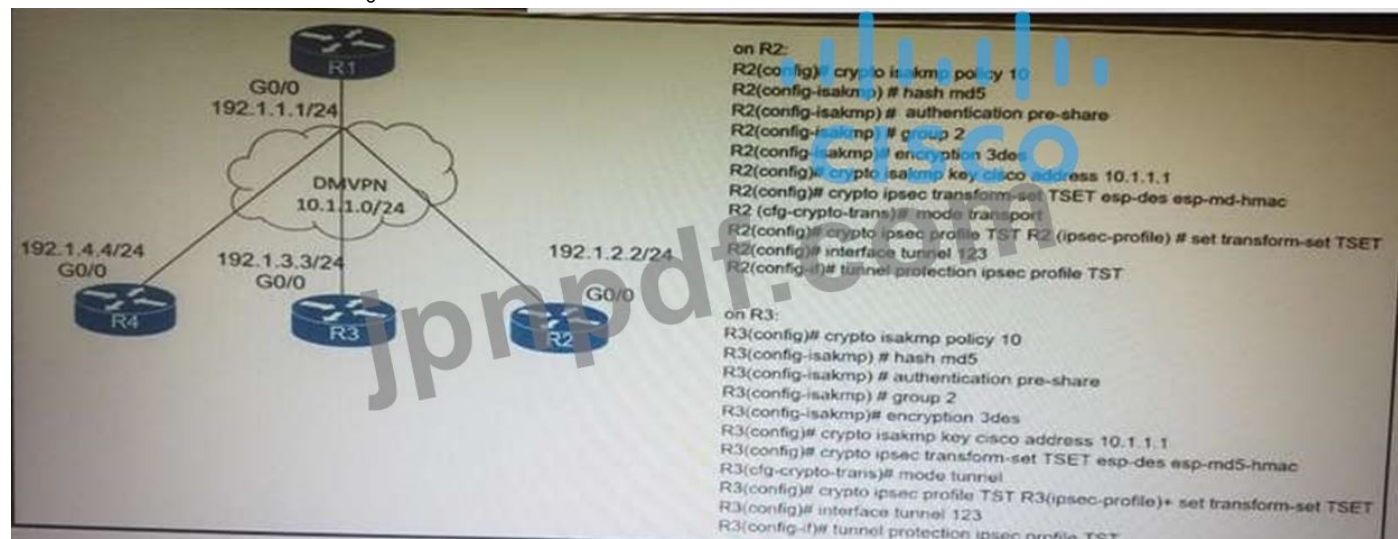 R1
G0/0
192.1.1.1/24
DMVPN
10.1.1.0/24
192.1.4.4/24
G0/0
R4
192.1.3.3/24
G0/0
R3
192.1.2.2/24
G0/0
R2
on R2:
R2(config)# crypto isakmp policy 10
R2(config-isakmp) # hash md5
R2(config-isakmp) # authentication pre-share
R2(config-isakmp) # group 2
R2(config-isakmp)# encryption 3des
R2(config)# crypto isakmp key cisco address 10.1.1.1
R2(config)# crypto ipsec transform-set TSET esp-des esp-md-hmac
R2 (cfg-crypto-trans)# mode transport
R2(config)# crypto ipsec profile TST R2 (ipsec-profile) # set transform-set TSET
R2(config)# interface tunnel 123
R2(config-if)# tunnel protection ipsec profile TST
on R3:
R3(config)# crypto isakmp policy 10
R3(config-isakmp) # hash md5
R3(config-isakmp) # authentication pre-share
R3(config-isakmp) # group 2
R3(config-isakmp)# encryption 3des
R3(config)# crypto isakmp key cisco address 10.1.1.1
R3(config)# crypto ipsec transform-set TSET esp-des esp-md5-hmac
R3(cfg-crypto-trans)# mode tunnel
R3(config)# crypto ipsec profile TST R3(ipsec-profile)+ set transform-set TSET
R3(config)# interface tunnel 123
R3(config-if)# tunnel protection ipsec profile TST
cisco
jpnpdf.com